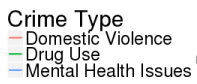 Crime Type
Domestic Violence
Drug Use
Mental Health Issues